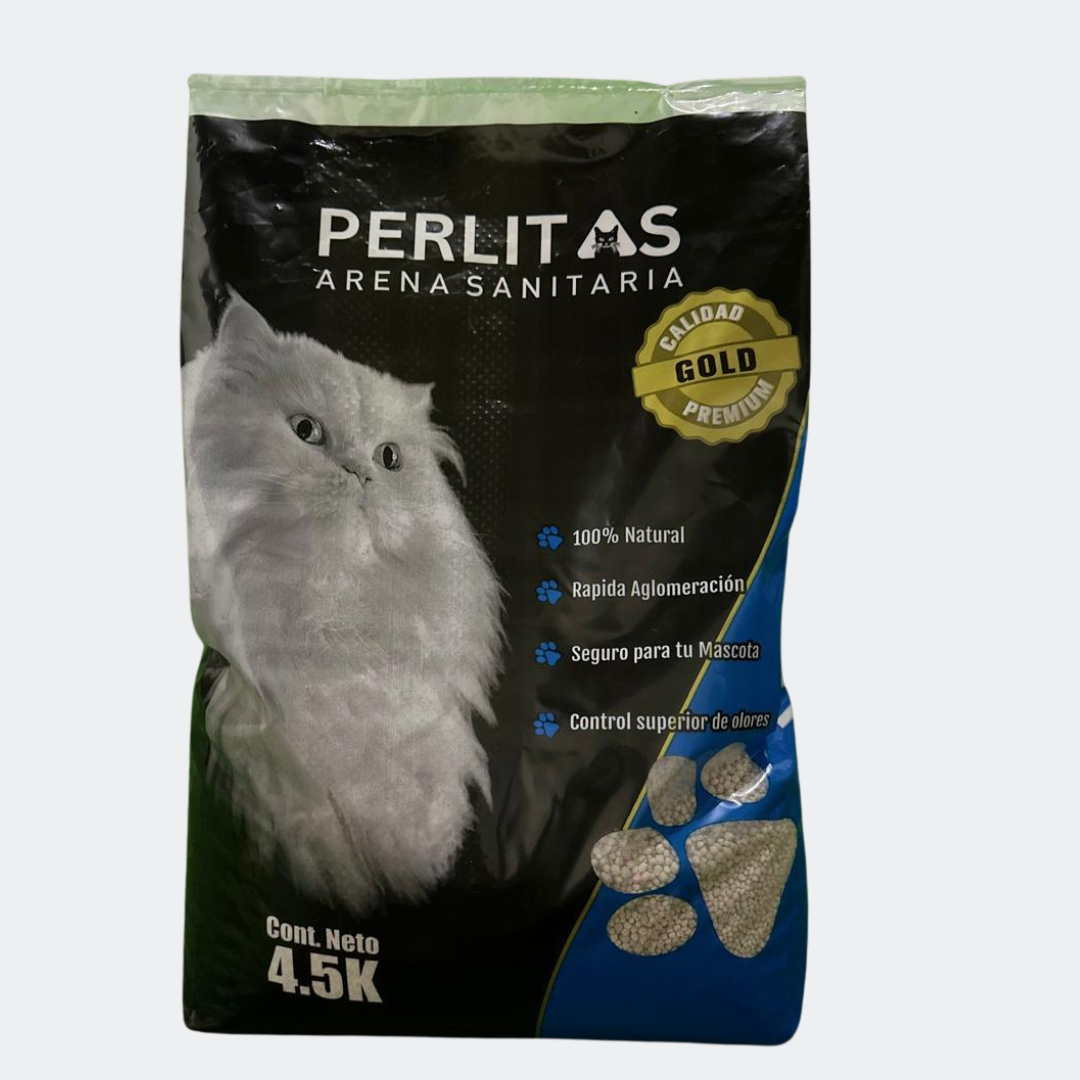 PERLITAS
ARENA SANITARIA
CALIDAD
GOLD
PREMIUM
100% Natural
Rapida Aglomeración
Seguro para tu Mascota
Control superior de olores
Cont. Neto
4.5K